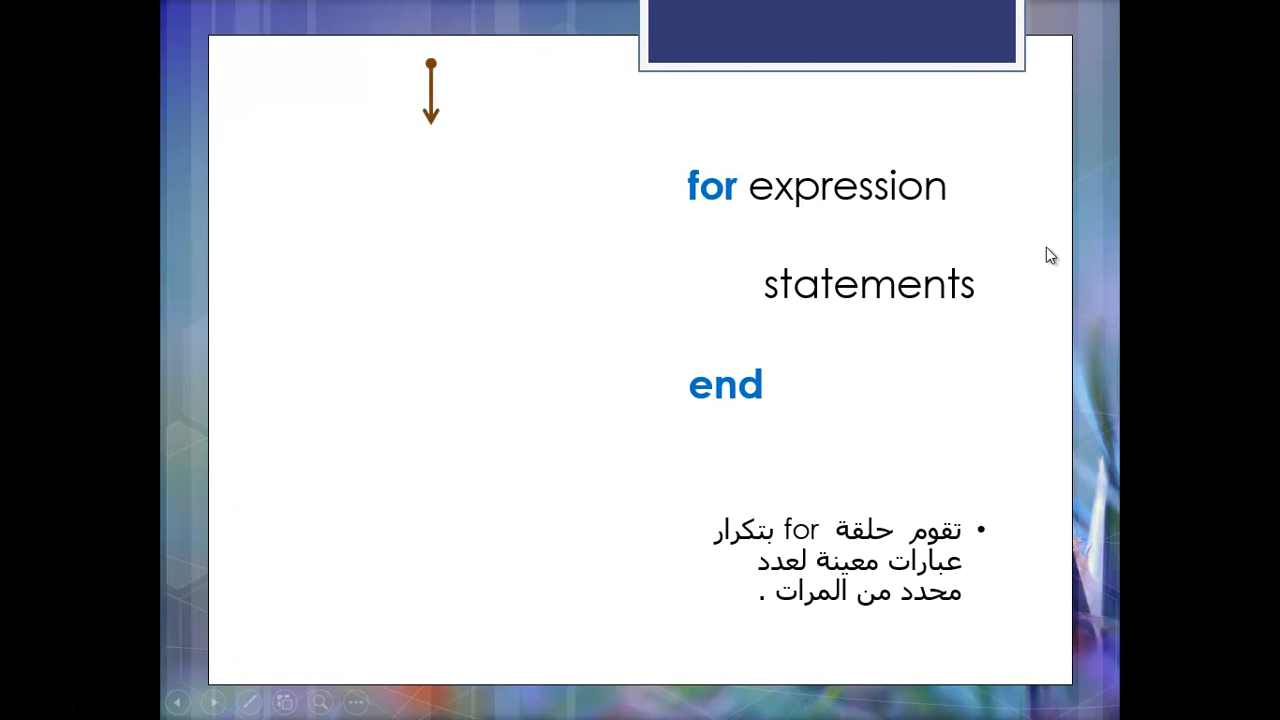 for expression
statements
end
• تقوم حلقة for بتكرار
عبارات معينة لعدد
محدد من المرات .